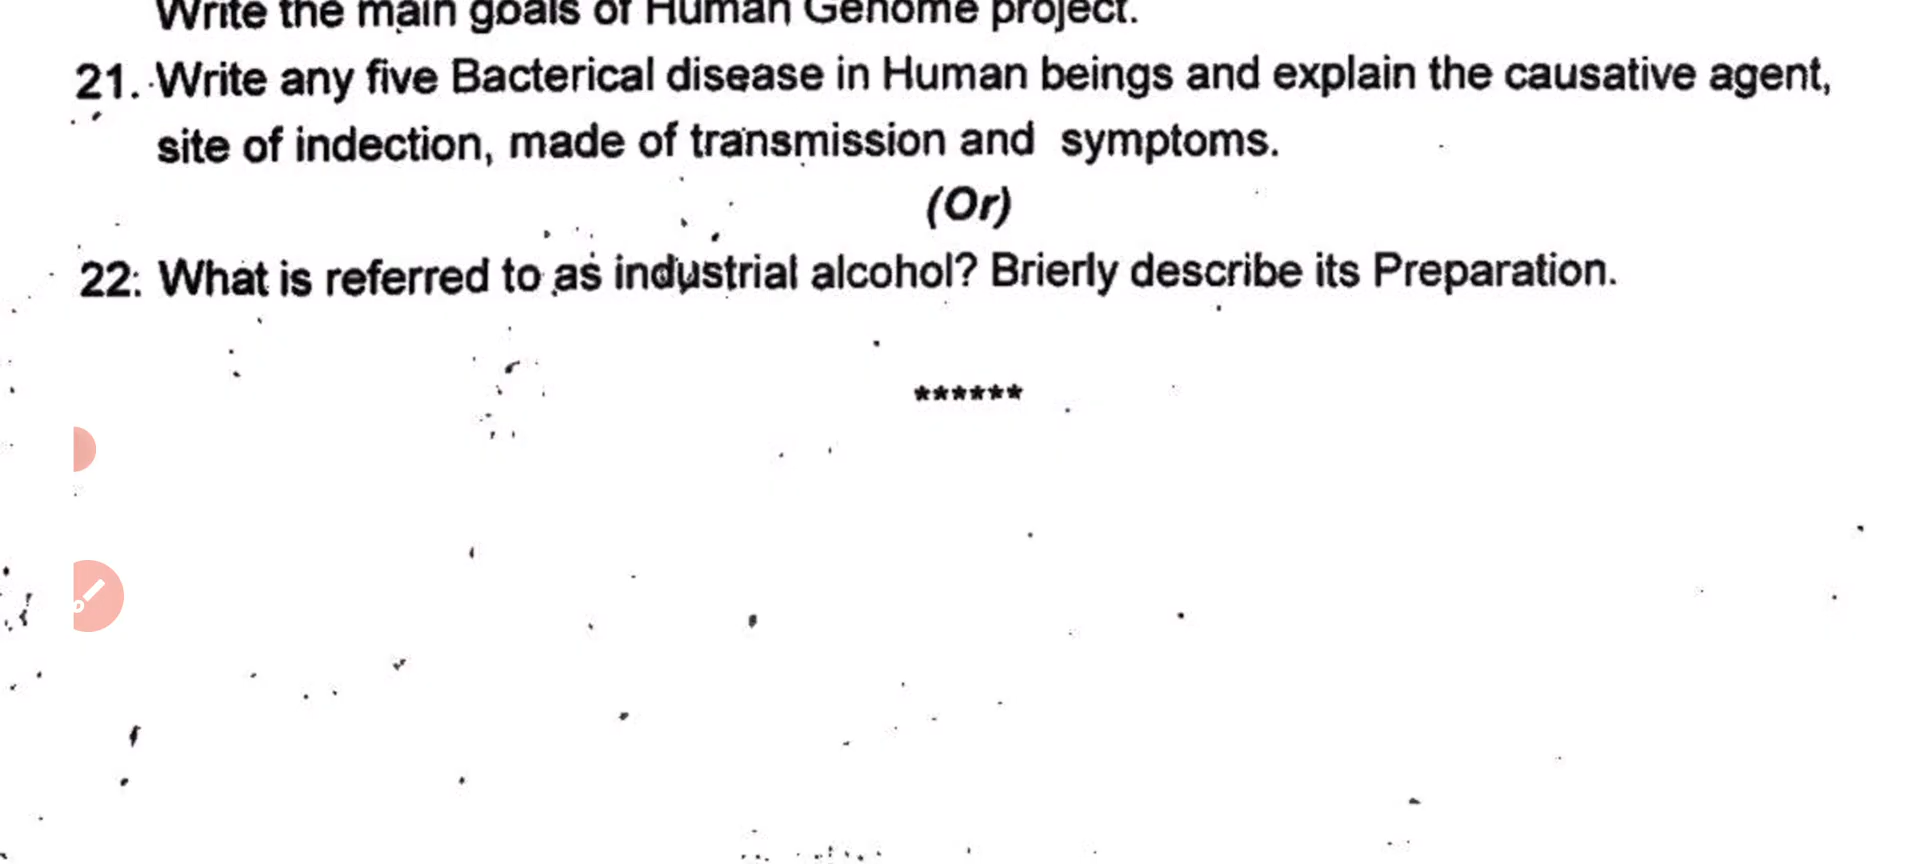 Write the main goals of Human Genome project.
21. Write any five Bacterical disease in Human beings and explain the causative agent,
site of indection, made of transmission and symptoms.
(Or)
22: What is referred to as industrial alcohol? Brierly describe its Preparation.
******